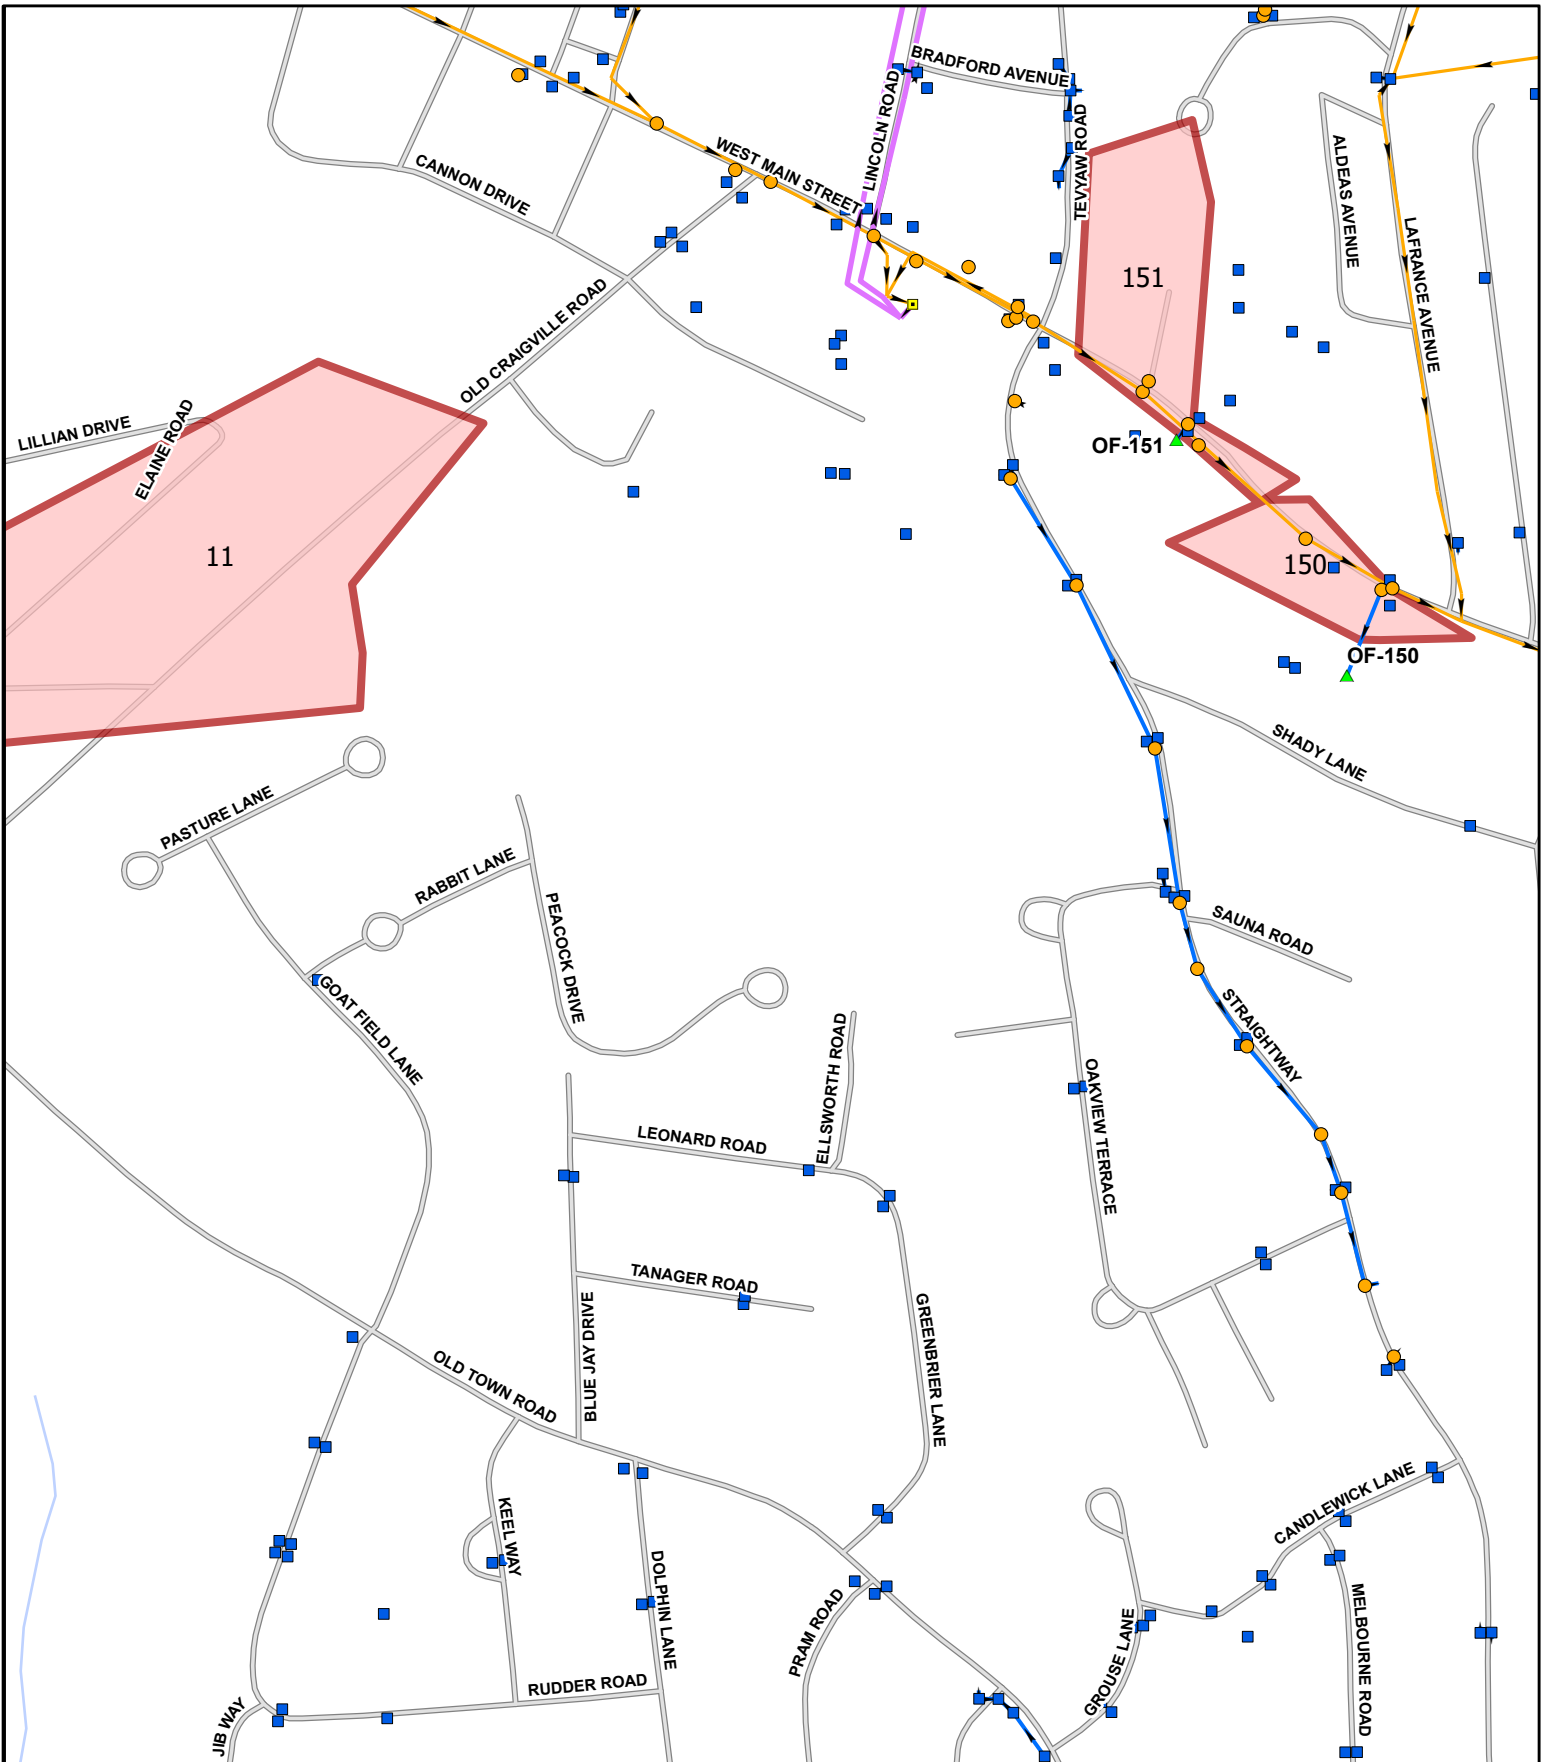 BRADFORD AVENUE
LINCOLN ROAD
TEVYAW ROAD
WEST MAIN STREET
CANNON DRIVE
ALDEAS AVENUE
LAFRANCE AVENUE
151
OLD CRAIGVILLE ROAD
LILLIAN DRIVE
ELAINE ROAD
OF-151
11
150
OF-150
SHADY LANE
PASTURE LANE
RABBIT LANE
PEACOCK DRIVE
SAUNA ROAD
GOAT FIELD LANE
STRAIGHTWAY
ELLSWORTH ROAD
OAKVIEW TERRACE
LEONARD ROAD
TANAGER ROAD
BLUE JAY DRIVE
GREENBRIER LANE
OLD TOWN ROAD
CANDLEWICK LANE
KEEL WAY
DOLPHIN LANE
PRAM ROAD
GROUSE LANE
MELBOURNE ROAD
RUDDER ROAD
JIB WAY